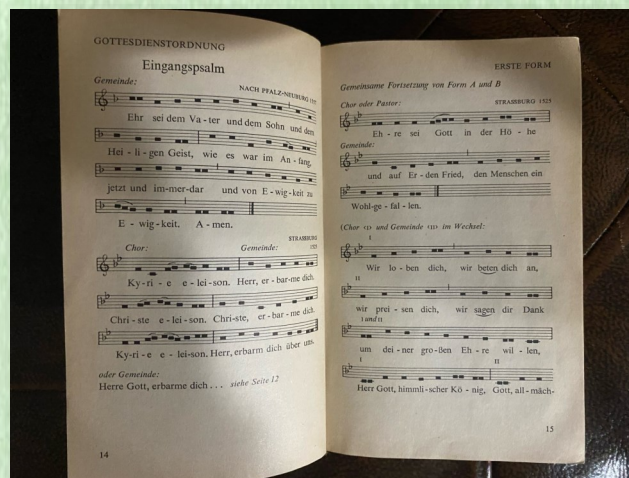 GOTTESDIENSTORDNUNG
Eingangspsalm
Gemeinde:
NACH PFALZ-NEUBURG
Ehr sei dem Va - ter und dem Sohn und dem
Hei - li - gen Geist, wie es war im An - fang,
jetzt und im - mer - dar und von E - wig - keit zu
E - wig - keit. A - men.
STRASSBURG
1525
Chor: Gemeinde:
Ky - ri - e e - lei - son. Herr, er - bar - me dich.
Chri - ste e - lei - son. Chri - ste, er - bar - me dich.
Ky - ri - e e - lei - son. Herr, erbarm dich über uns.
oder Gemeinde:
Herre Gott, erbarme dich . . . siehe Seite 12
14
ERSTE FORM
Gemeinsame Fortsetzung von Form A und B
Chor oder Pastor: STRASSBURG 1525
Eh - re sei Gott in der Hö - he
Gemeinde:
und auf Er - den Fried, den Menschen ein
Wohl - ge - fal - len.
(Chor <I> und Gemeinde <II> im Wechsel:
I
Wir lo - ben dich, wir beten dich an,
II
wir prei - sen dich, wir sagen dir Dank
I und II
um dei - ner gro - ßen Eh - re wil - len,
I II
Herr Gott, himmli - scher Kö - nig, Gott, all - mäch-
15